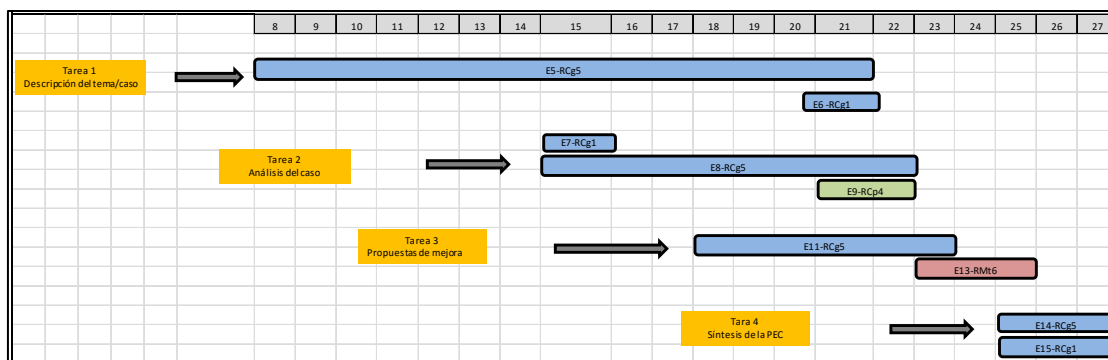 8 9 10 11 12 13 14 15 16 17 18 19 20 21 22 23 24 25 26 27
Tarea 1
Descripción del tema/caso
E5-RCg5
E6 -RCg1
E7-RCg1
Tarea 2
Análisis del caso
E8-RCg5
E9-RCp4
Tarea 3
Propuestas de mejora
E11-RCg5
E13-RMt6
Tara 4
Síntesis de la PEC
E14-RCg5
E15-RCg1